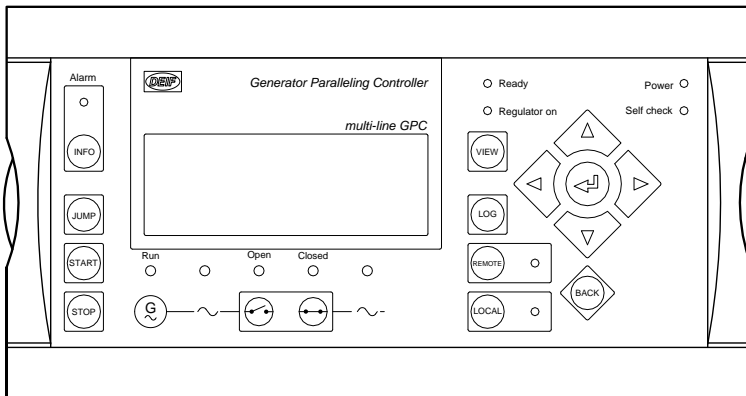 Alarm
DEIF
Generator Paralleling Controller
Ready
Power
Regulator on
Self check
multi-line GPC
INFO
VIEW
JUMP
LOG
START
Run
Open
Closed
REMOTE
STOP
G
LOCAL
BACK